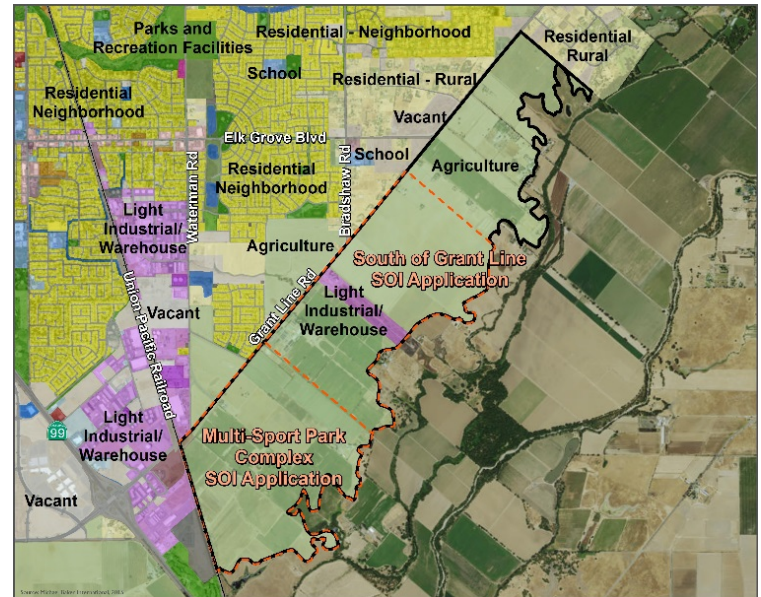 Parks and
Recreation Facilities
Residential - Neighborhood
Residential
Rural
School
Residential - Rural
Residential
Neighborhood
Vacant
Elk Grove Blvd
School
Agriculture
Waterman Rd
Bradshaw Rd
Residential
Neighborhood
Light
Industrial/
Warehouse
Agriculture
South of Grant Line
SOI Application
Grant Line Rd
Light
Industrial/
Warehouse
Union Pacific Railroad
Vacant
99
Light
Industrial/
Warehouse
Multi-Sport Park
Complex
SOI Application
Vacant